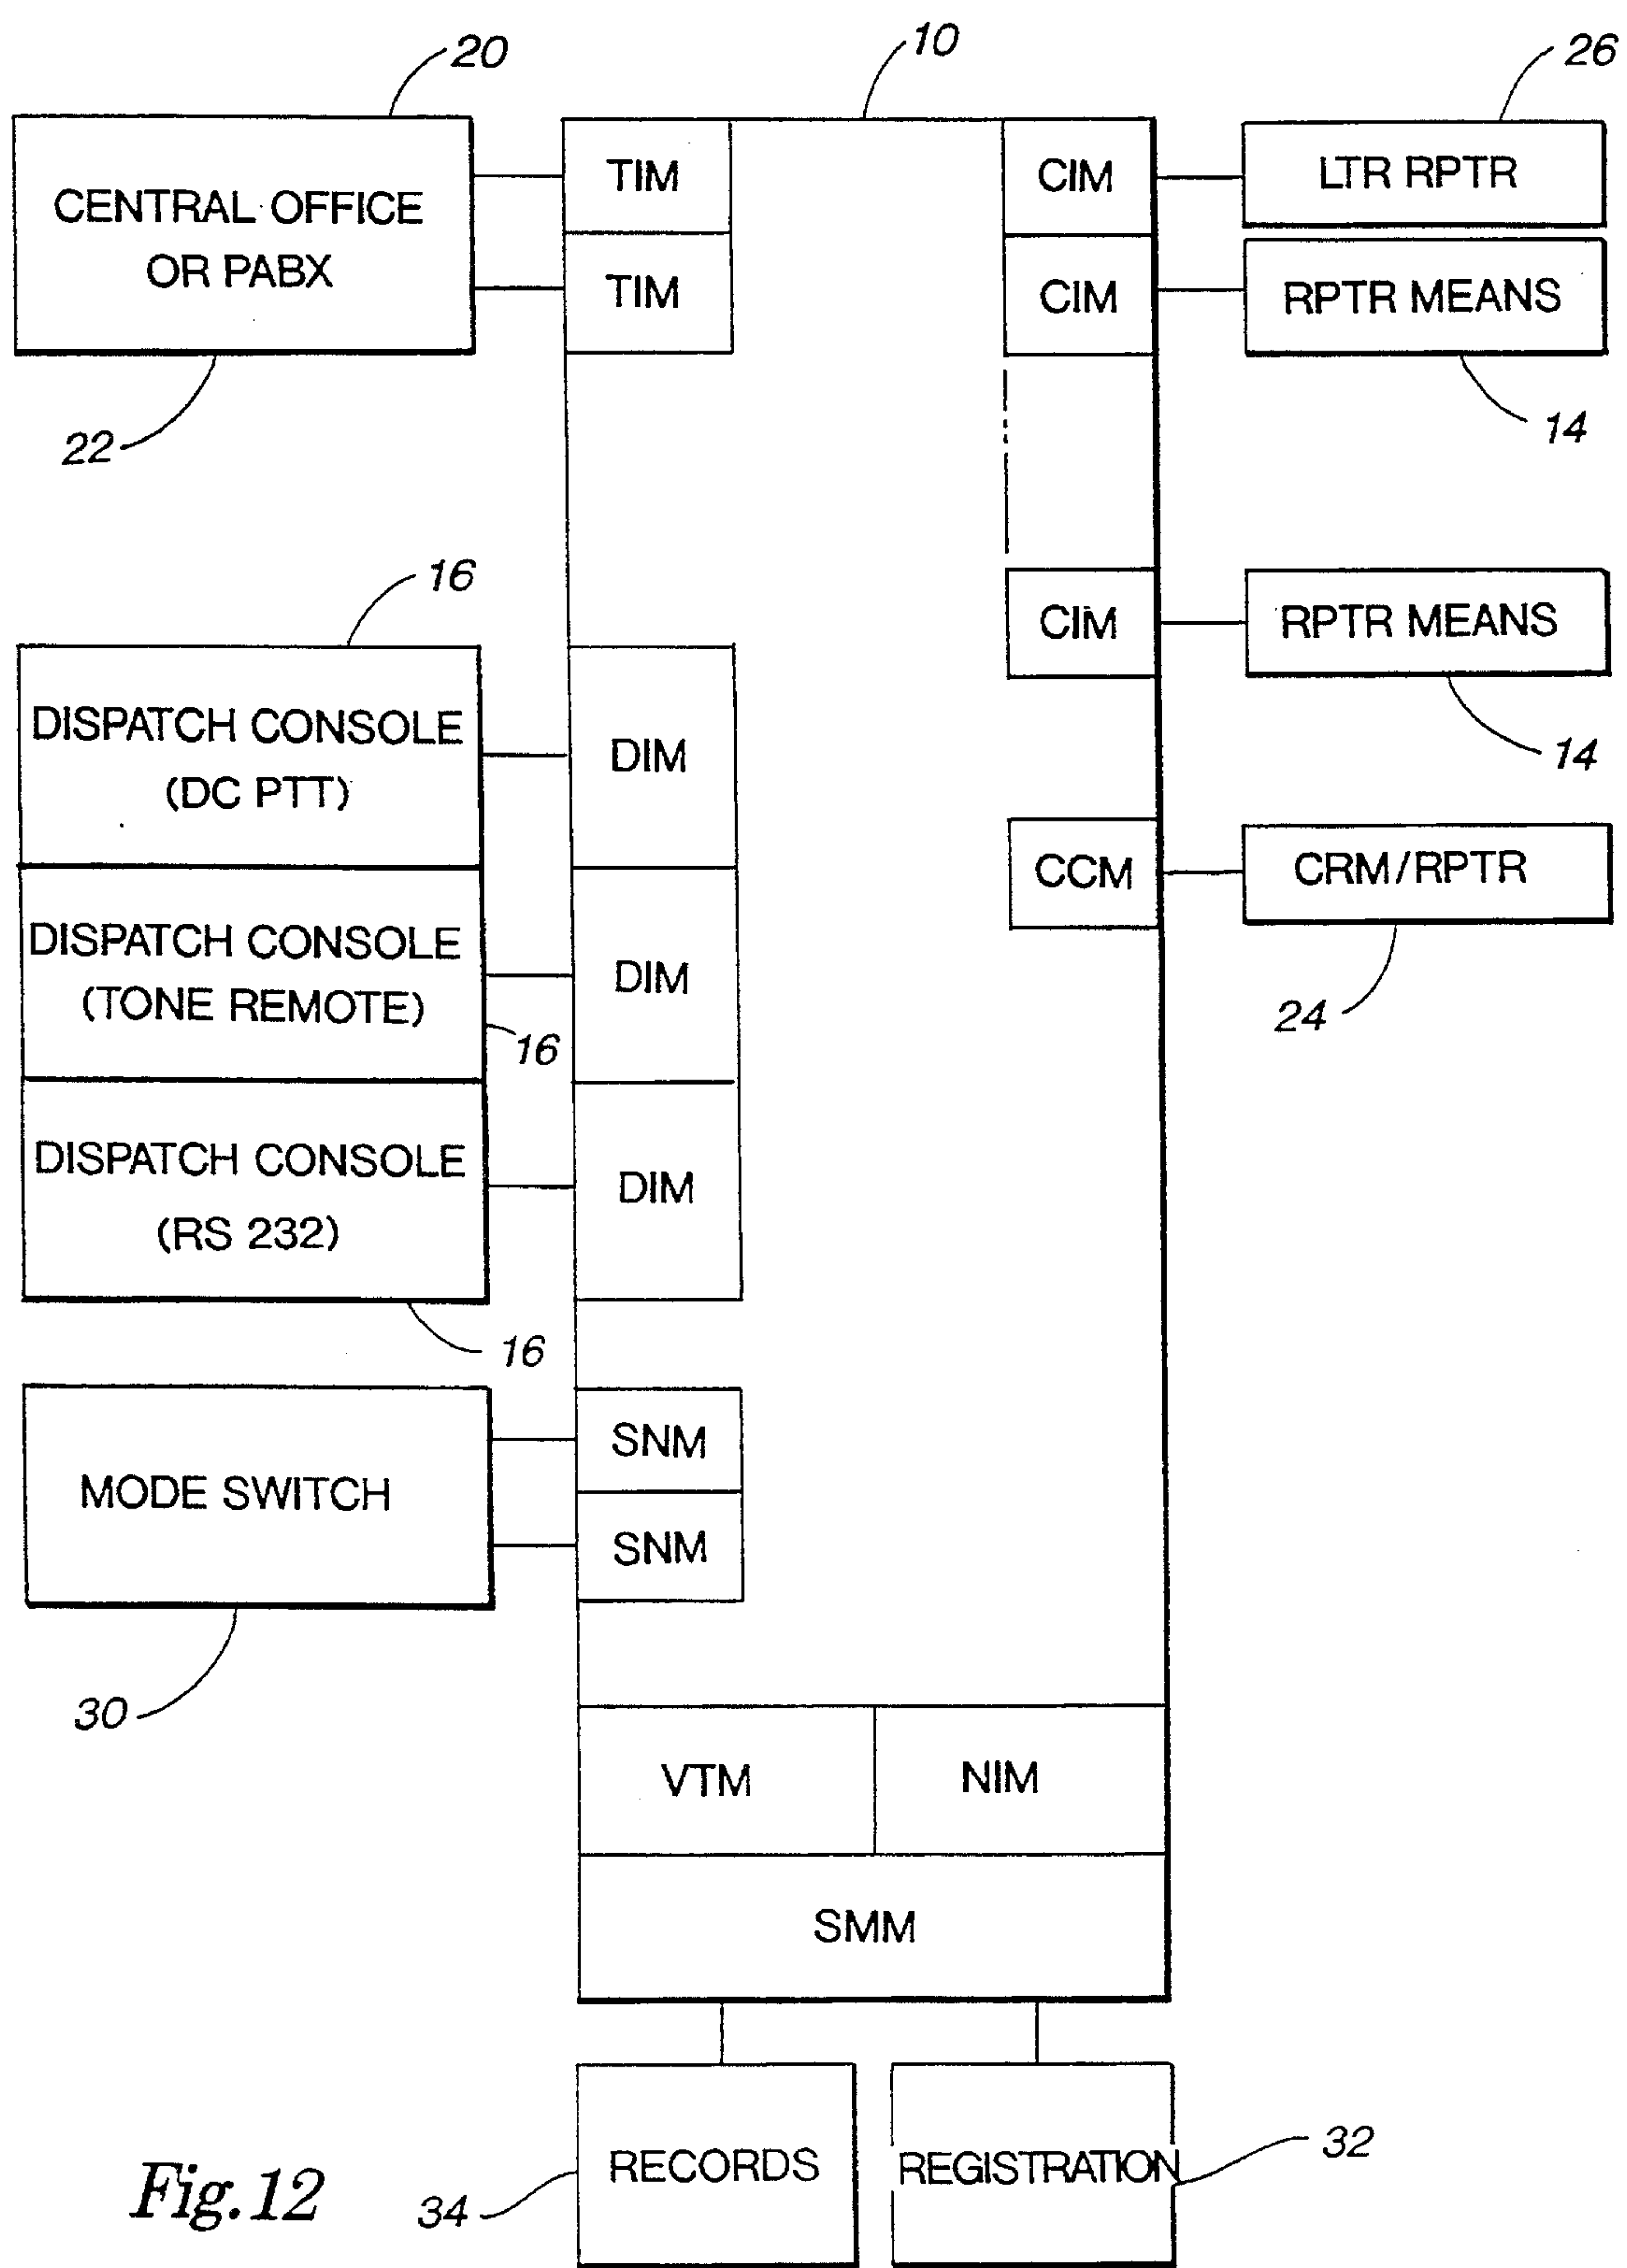 20
10
26
CENTRAL OFFICE
OR PABX
TIM
TIM
CIM
CIM
LTR RPTR
RPTR MEANS
22
14
16
CIM
RPTR MEANS
14
DISPATCH CONSOLE
(DC PTT)
DIM
CCM
CRM/RPTR
24
DISPATCH CONSOLE
(TONE REMOTE)
16
DIM
DISPATCH CONSOLE
(RS 232)
DIM
16
MODE SWITCH
SNM
SNM
30
VTM
NIM
SMM
RECORDS
REGISTRATION
32
34
Fig.12